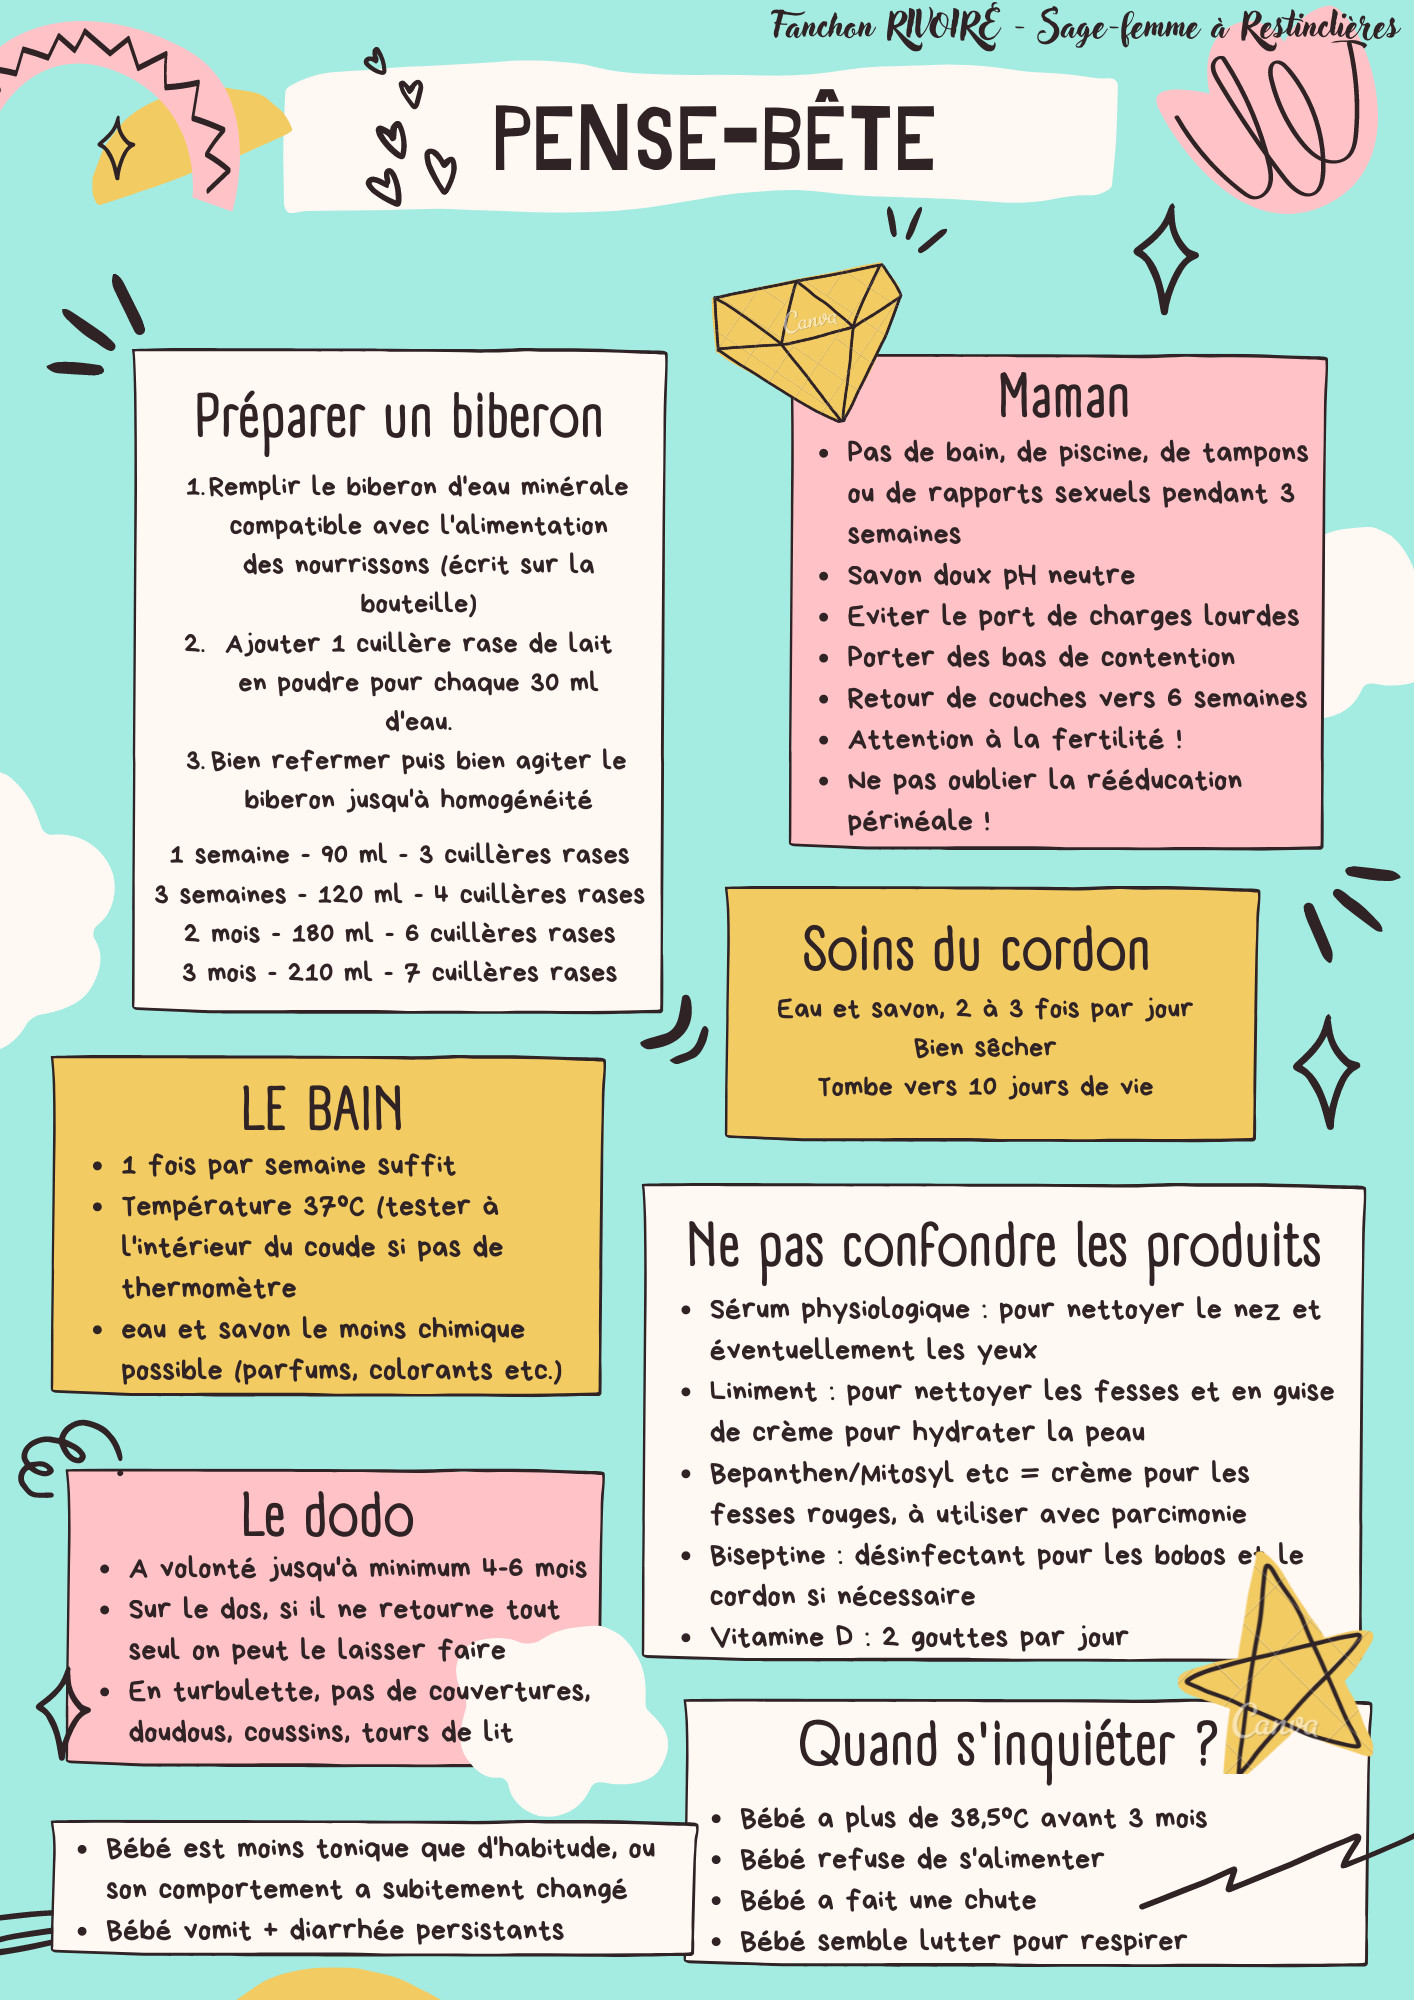 Fanchon RIVOIRÉ - Sage-femme à Restinclières
PENSE-BÊTE
Préparer un biberon
1. Remplir le biberon d'eau minérale
compatible avec l'alimentation
des nourrissons (écrit sur la
bouteille)
2. Ajouter 1 cuillère rase de lait
en poudre pour chaque 30 ml
d'eau.
3. Bien refermer puis bien agiter le
biberon jusqu'à homogénéité
1 semaine - 90 ml - 3 cuillères rases
3 semaines - 120 ml - 4 cuillères rases
2 mois - 180 ml - 6 cuillères rases
3 mois - 210 ml - 7 cuillères rases
Canva
Maman
• Pas de bain, de piscine, de tampons
ou de rapports sexuels pendant 3
semaines
• Savon doux pH neutre
• Eviter le port de charges lourdes
• Porter des bas de contention
• Retour de couches vers 6 semaines
• Attention à la fertilité !
• Ne pas oublier la rééducation
périnéale !
Soins du cordon
Eau et savon, 2 à 3 fois par jour
Bien sêcher
Tombe vers 10 jours de vie
LE BAIN
• 1 fois par semaine suffit
• Température 37°C (tester à
l'intérieur du coude si pas de
thermomètre
• eau et savon le moins chimique
possible (parfums, colorants etc.)
Ne pas confondre les produits
• Sérum physiologique : pour nettoyer le nez et
éventuellement les yeux
• Liniment : pour nettoyer les fesses et en guise
de crème pour hydrater la peau
• Bepanthen/Mitosyl etc = crème pour les
fesses rouges, à utiliser avec parcimonie
• Biseptine : désinfectant pour les bobos et le
cordon si nécessaire
• Vitamine D : 2 gouttes par jour
Le dodo
• A volonté jusqu'à minimum 4-6 mois
• Sur le dos, si il ne retourne tout
seul on peut le laisser faire
• En turbulette, pas de couvertures,
doudous, coussins, tours de lit
Quand s'inquiéter ?
Canva
• Bébé a plus de 38,5°C avant 3 mois
• Bébé refuse de s'alimenter
• Bébé a fait une chute
• Bébé semble lutter pour respirer
• Bébé est moins tonique que d'habitude, ou
son comportement a subitement changé
• Bébé vomit + diarrhée persistants